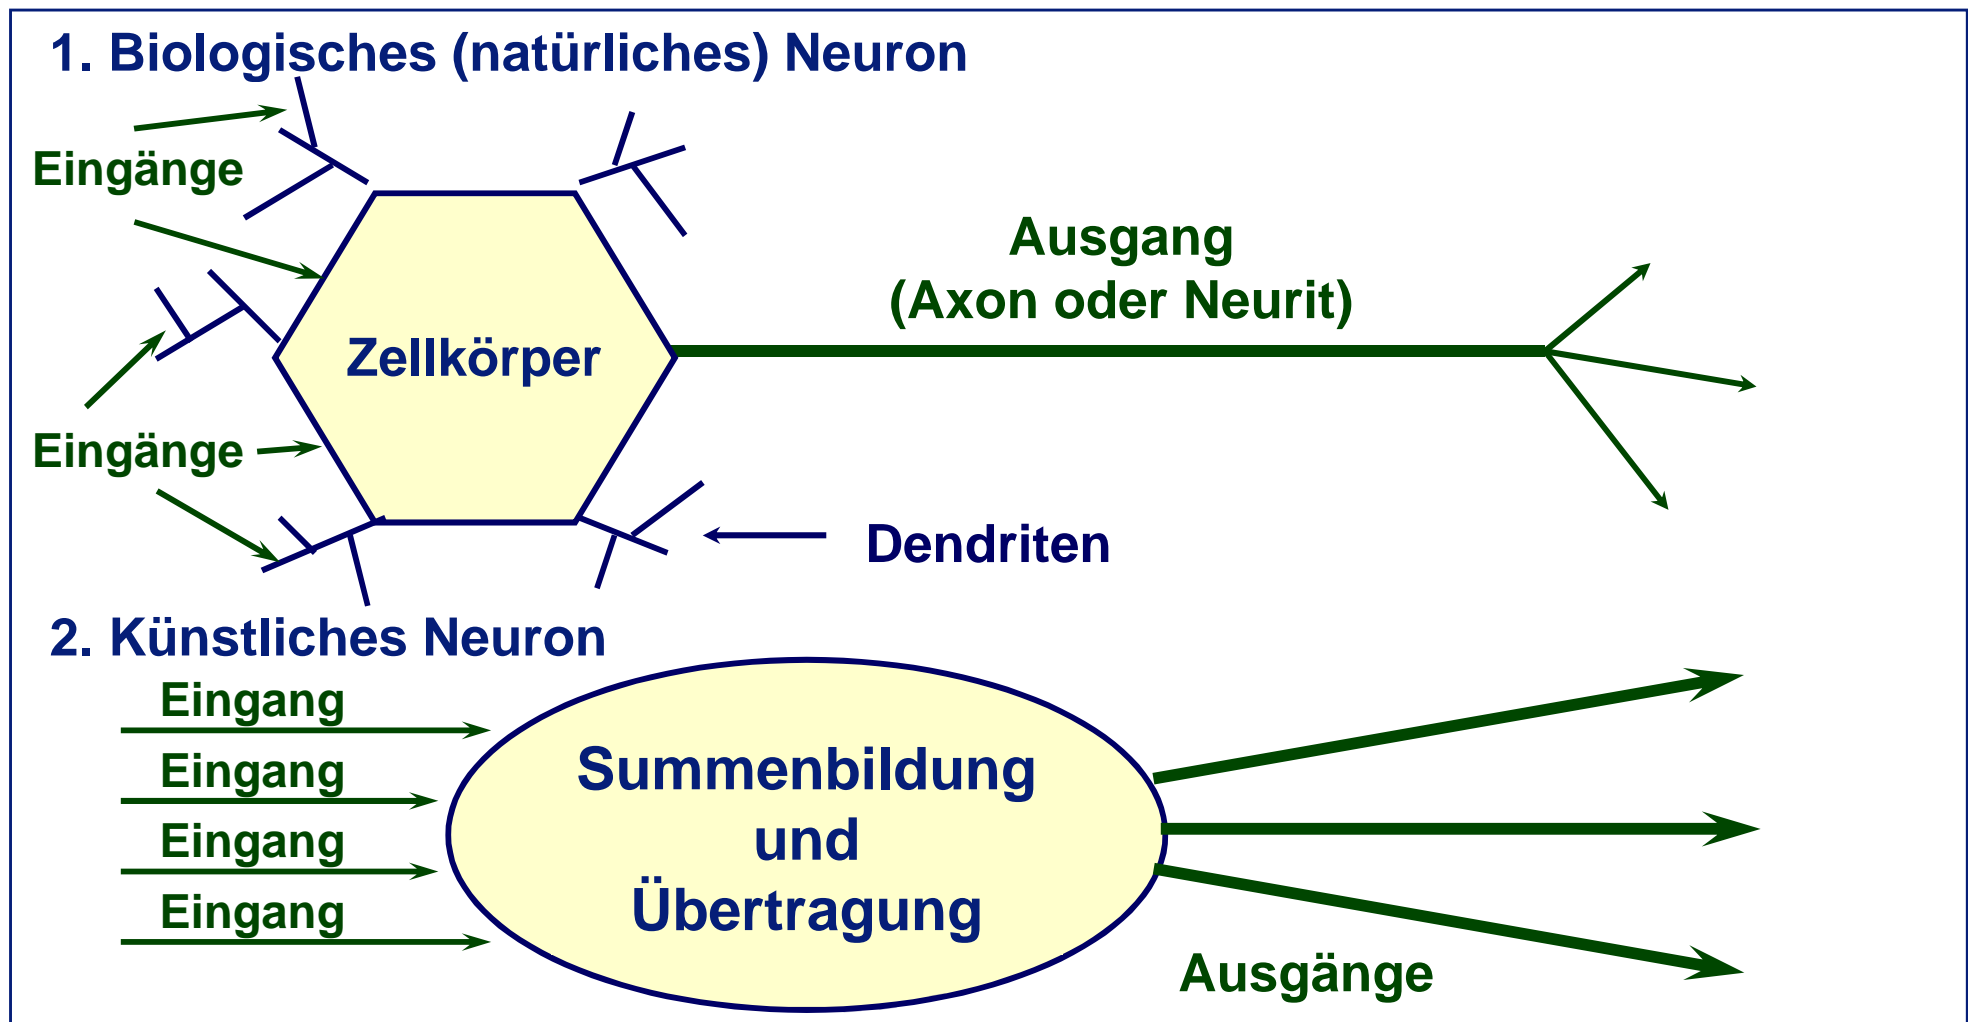 1. Biologisches (natürliches) Neuron
Eingänge
Ausgang
(Axon oder Neurit)
Zellkörper
Eingänge
Dendriten
2. Künstliches Neuron
Eingang
Eingang
Eingang
Eingang
Summenbildung
und
Übertragung
Ausgänge